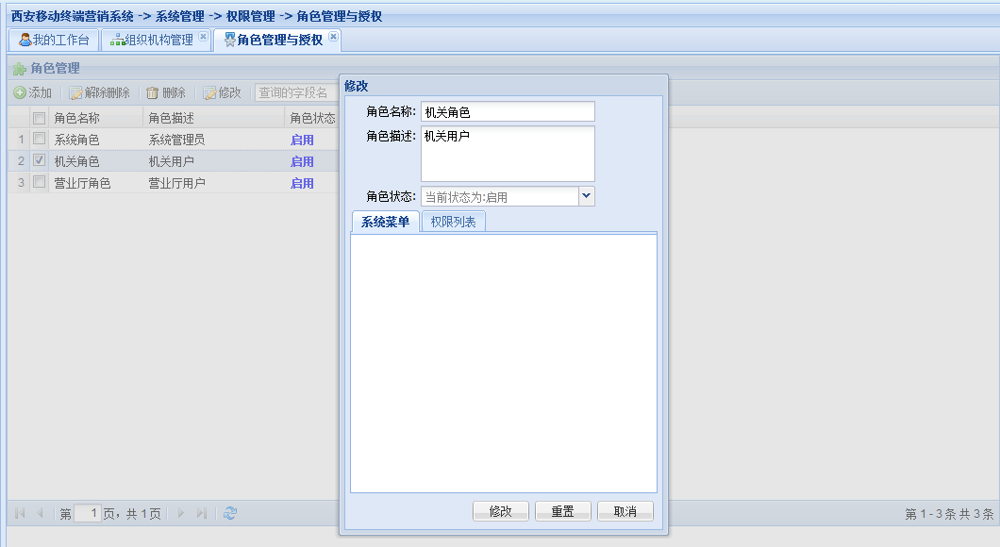 西安移动终端营销系统 -> 系统管理 -> 权限管理 -> 角色管理与授权
我的工作台 组织机构管理 角色管理与授权
角色管理
添加 解除删除 删除 修改 查询的字段名
角色名称 角色描述 角色状态
1 系统角色 系统管理员 启用
2 机关角色 机关用户 启用
3 营业厅角色 营业厅用户 启用
修改
角色名称: 机关角色
角色描述: 机关用户
角色状态: 当前状态为:启用
系统菜单 权限列表
修改 重置 取消
第 1 页，共 1 页
第 1 - 3 条 共 3 条